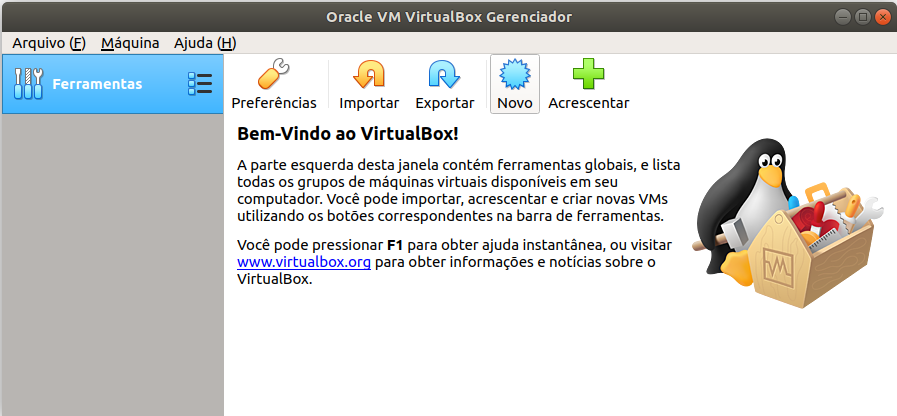 Oracle VM VirtualBox Gerenciador
Arquivo (F) Máquina Ajuda (H)
Ferramentas
Preferências Importar Exportar Novo Acrescentar
Bem-Vindo ao VirtualBox!
A parte esquerda desta janela contém ferramentas globais, e lista
todas os grupos de máquinas virtuais disponíveis em seu
computador. Você pode importar, acrescentar e criar novas VMs
utilizando os botões correspondentes na barra de ferramentas.
Você pode pressionar F1 para obter ajuda instantânea, ou visitar
www.virtualbox.org para obter informações e notícias sobre o
VirtualBox.